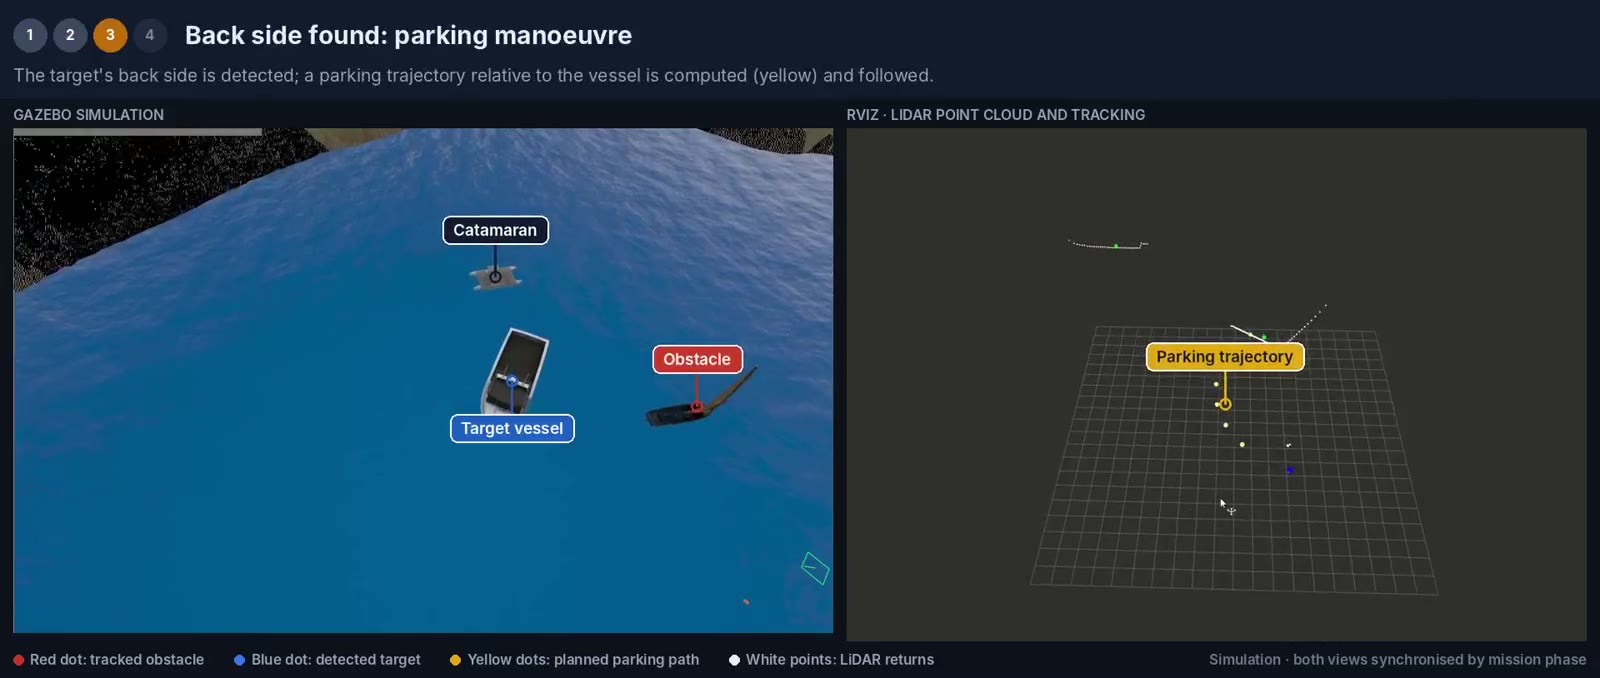 1 2 3 4 Back side found: parking manoeuvre
The target's back side is detected; a parking trajectory relative to the vessel is computed (yellow) and followed.
GAZEBO SIMULATION
RVIZ · LIDAR POINT CLOUD AND TRACKING
Catamaran
Obstacle
Target vessel
Parking trajectory
Red dot: tracked obstacle
Blue dot: detected target
Yellow dots: planned parking path
White points: LiDAR returns
Simulation · both views synchronised by mission phase